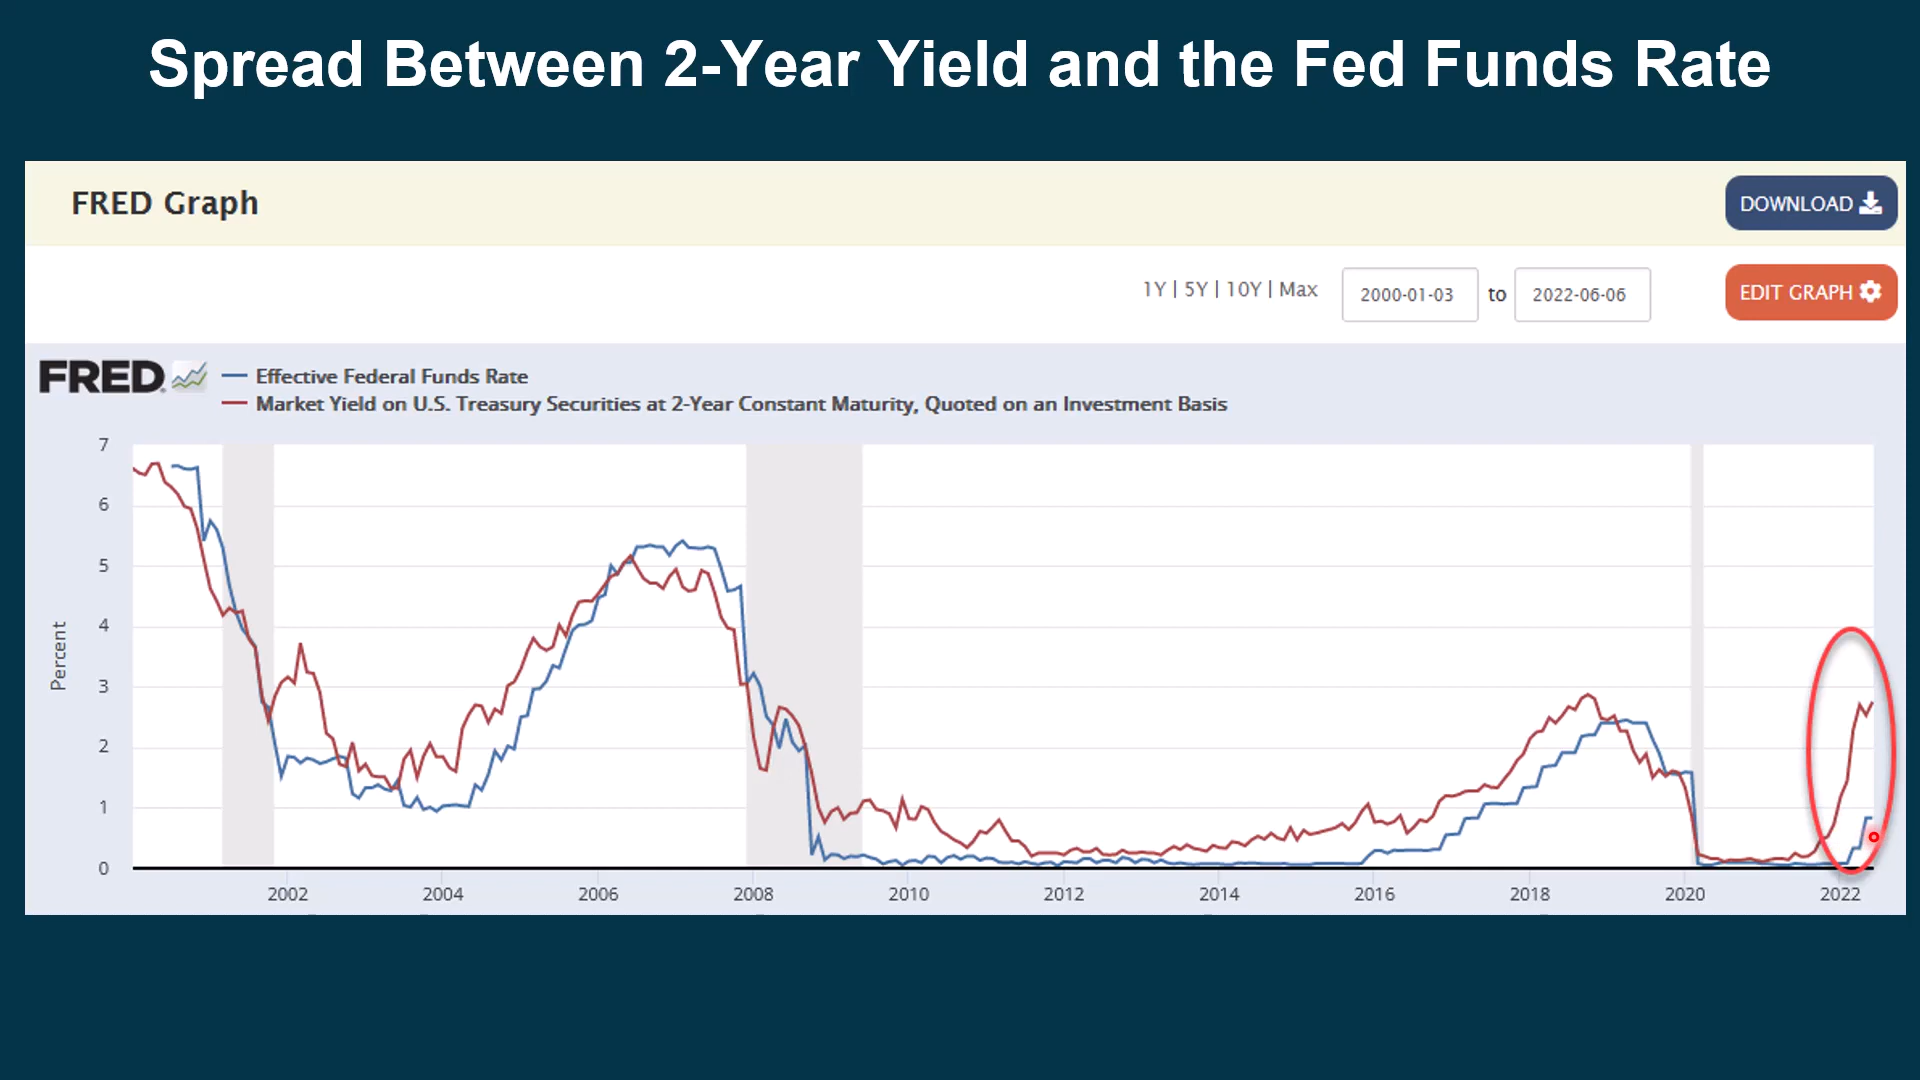 Spread Between 2-Year Yield and the Fed Funds Rate
FRED Graph
DOWNLOAD
1Y | 5Y | 10Y | Max 2000-01-03 to 2022-06-06
EDIT GRAPH
FRED
Effective Federal Funds Rate
Market Yield on U.S. Treasury Securities at 2-Year Constant Maturity, Quoted on an Investment Basis
Percent
7
6
5
4
3
2
1
0
2002 2004 2006 2008 2010 2012 2014 2016 2018 2020 2022